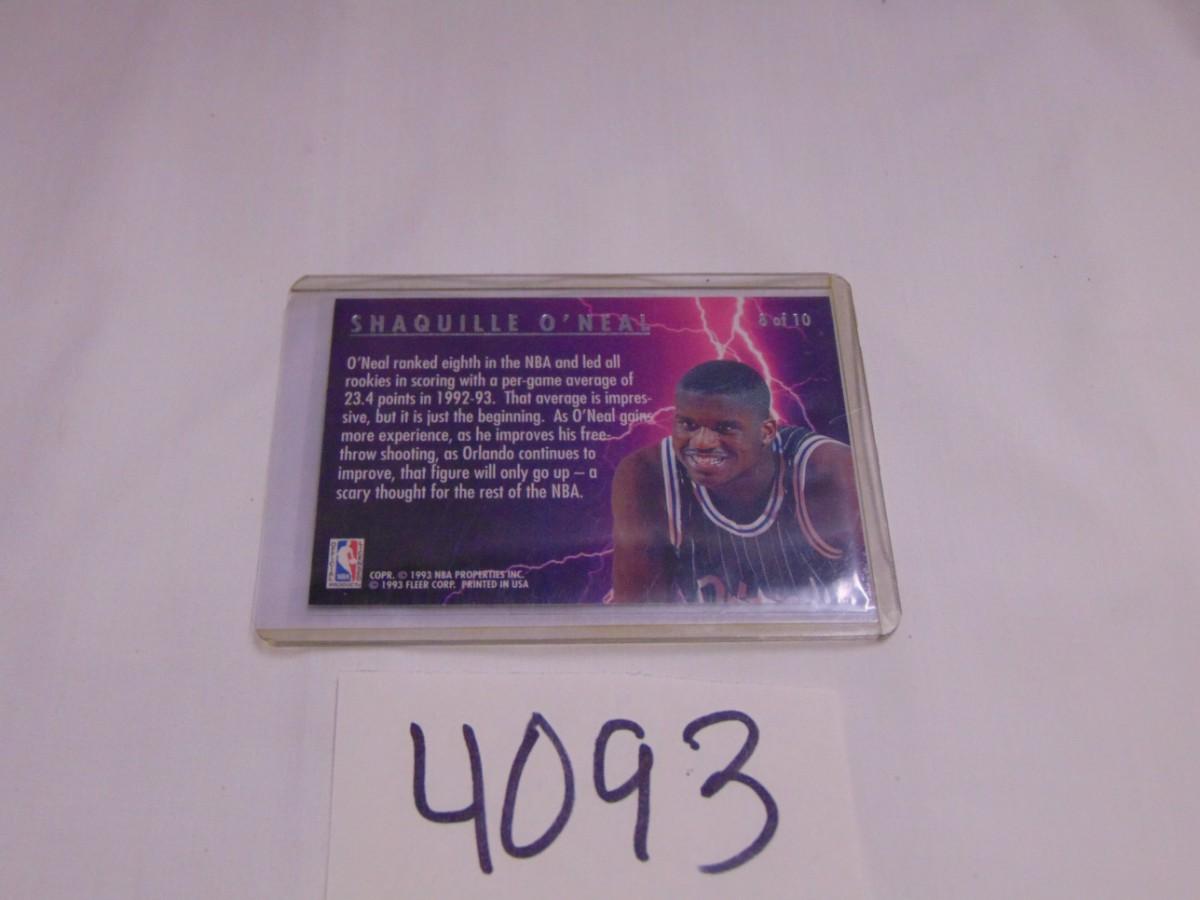 SHAQUILLE O'NEAL
8 of 10
O'Neal ranked eighth in the NBA and led all
rookies in scoring with a per-game average of
23.4 points in 1992-93. That average is impres-
sive, but it is just the beginning. As O'Neal gains
more experience, as he improves his free-
throw shooting, as Orlando continues to
improve, that figure will only go up – a
scary thought for the rest of the NBA.
NBA
COPR. © 1993 NBA PROPERTIES INC.
© 1993 FLEER CORP. PRINTED IN USA
4093